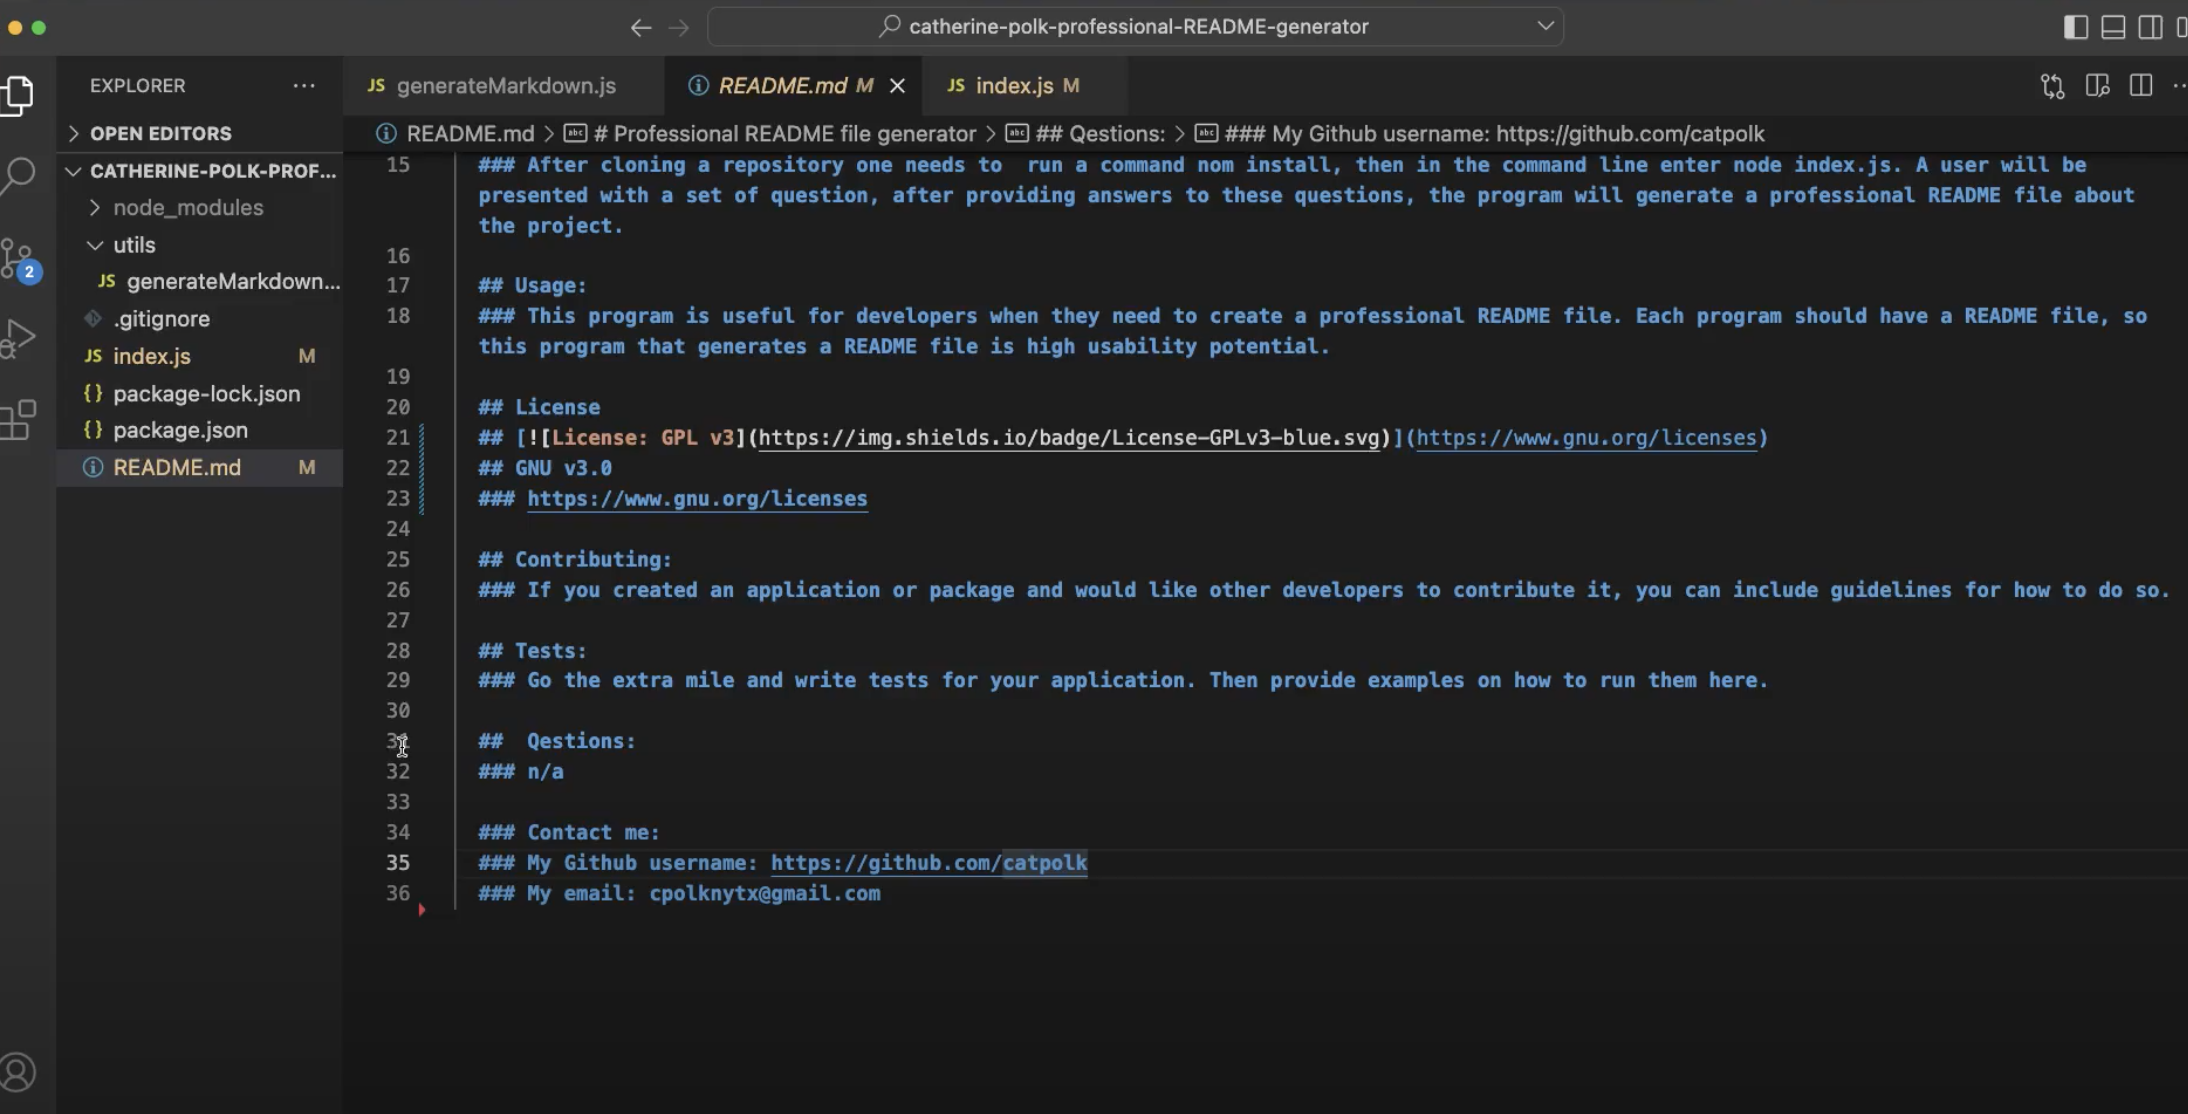 catherine-polk-professional-README-generator
EXPLORER
JS generateMarkdown.js
README.md M
JS index.js M
OPEN EDITORS
README.md > # Professional README file generator > ## Qestions: > ### My Github username: https://github.com/catpolk
CATHERINE-POLK-PROF...
node_modules
utils
JS generateMarkdown...
.gitignore
JS index.js M
{} package-lock.json
{} package.json
README.md M
2
15 ### After cloning a repository one needs to  run a command nom install, then in the command line enter node index.js. A user will be
presented with a set of question, after providing answers to these questions, the program will generate a professional README file about
the project.
16
17 ## Usage:
18 ### This program is useful for developers when they need to create a professional README file. Each program should have a README file, so
this program that generates a README file is high usability potential.
19
20 ## License
21 ## [![License: GPL v3](https://img.shields.io/badge/License-GPLv3-blue.svg)](https://www.gnu.org/licenses)
22 ## GNU v3.0
23 ### https://www.gnu.org/licenses
24
25 ## Contributing:
26 ### If you created an application or package and would like other developers to contribute it, you can include guidelines for how to do so.
27
28 ## Tests:
29 ### Go the extra mile and write tests for your application. Then provide examples on how to run them here.
30
31 ##  Qestions:
32 ### n/a
33
34 ### Contact me:
35 ### My Github username: https://github.com/catpolk
36 ### My email: cpolknytx@gmail.com